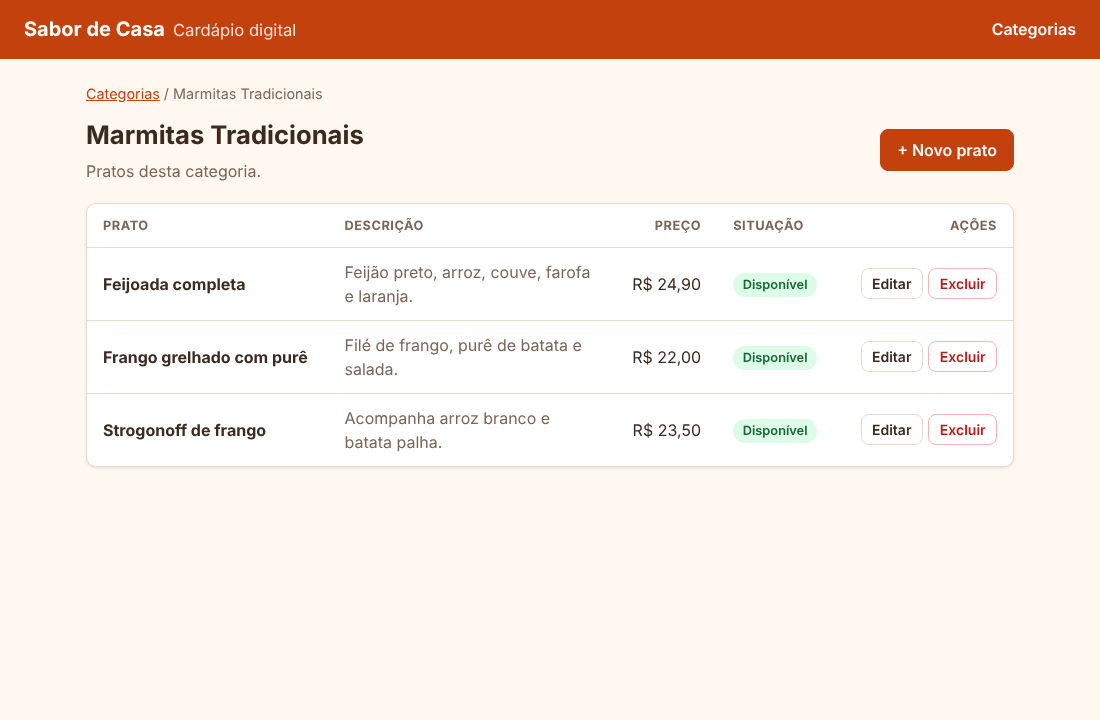 Sabor de Casa Cardápio digital Categorias
Categorias / Marmitas Tradicionais
Marmitas Tradicionais
+ Novo prato
Pratos desta categoria.
PRATO DESCRIÇÃO PREÇO SITUAÇÃO AÇÕES
Feijoada completa
Feijão preto, arroz, couve, farofa
e laranja.
R$ 24,90 Disponível Editar Excluir
Frango grelhado com purê
Filé de frango, purê de batata e
salada.
R$ 22,00 Disponível Editar Excluir
Strogonoff de frango
Acompanha arroz branco e
batata palha.
R$ 23,50 Disponível Editar Excluir